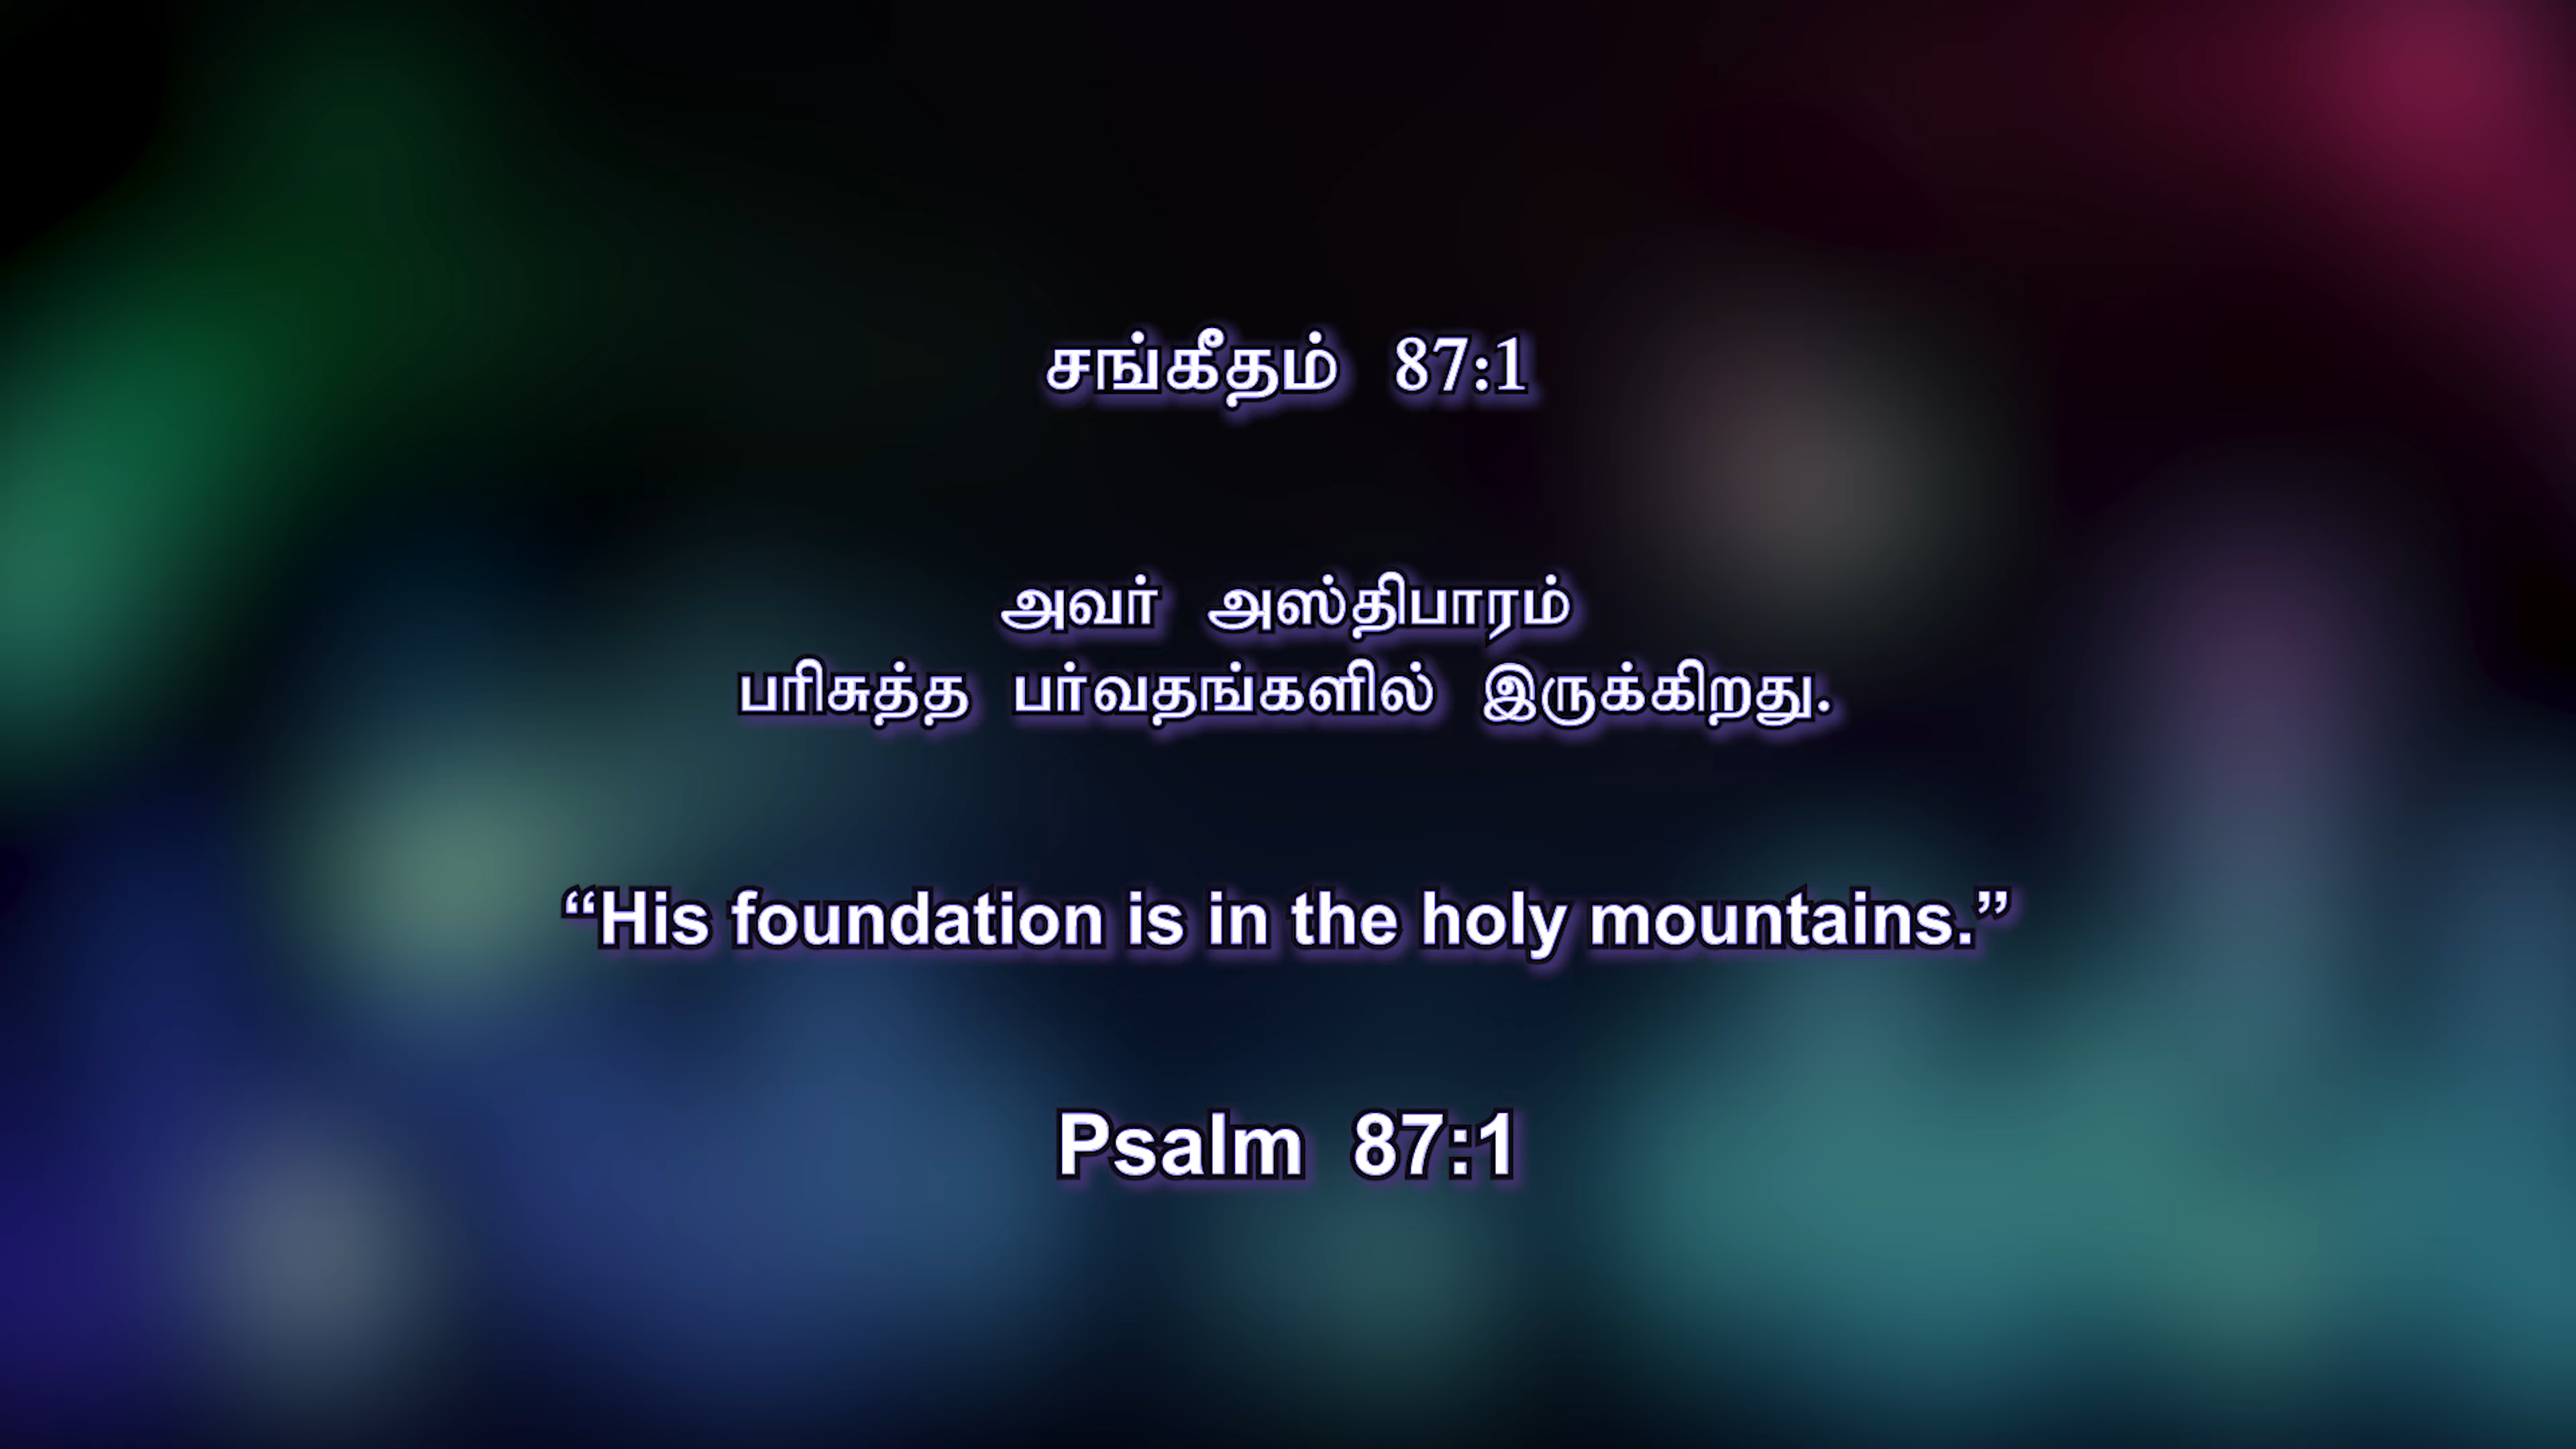 சங்கீதம் 87:1
அவர் அஸ்திபாரம்
பரிசுத்த பர்வதங்களில் இருக்கிறது.
“His foundation is in the holy mountains.”
Psalm 87:1